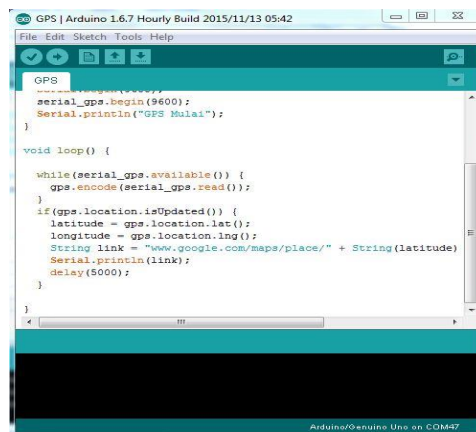 GPS | Arduino 1.6.7 Hourly Build 2015/11/13 05:42
File Edit Sketch Tools Help
GPS
serial_gps.begin(9600);
Serial.println("GPS Mulai");
}
void loop() {
while(serial_gps.available()) {
gps.encode(serial_gps.read());
}
if(gps.location.isUpdated()) {
latitude = gps.location.lat();
longitude = gps.location.lng();
String link = "www.google.com/maps/place/" + String(latitude)
Serial.println(link);
delay(5000);
}
}
Arduino/Genuino Uno on COM47